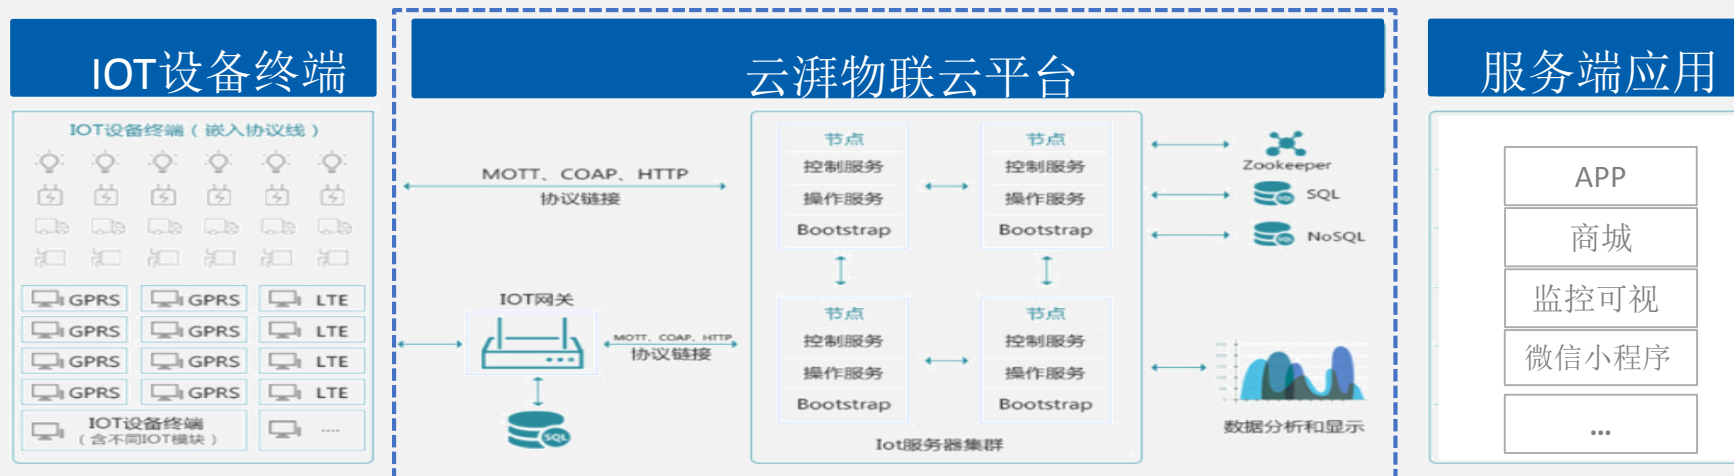 IOT设备终端
云湃物联云平台
服务端应用
IOT设备终端（嵌入协议线）
GPRS GPRS LTE
GPRS GPRS LTE
GPRS GPRS LTE
GPRS GPRS LTE
IOT设备终端
（含不同IOT模块）
....
MOTT、COAP、HTTP
协议链接
IOT网关
MOTT、COAP、HTTP
协议链接
SQL
节点
控制服务
操作服务
Bootstrap
节点
控制服务
操作服务
Bootstrap
节点
控制服务
操作服务
Bootstrap
节点
控制服务
操作服务
Bootstrap
Iot服务器集群
Zookeeper
SQL
NoSQL
数据分析和显示
APP
商城
监控可视
微信小程序
...